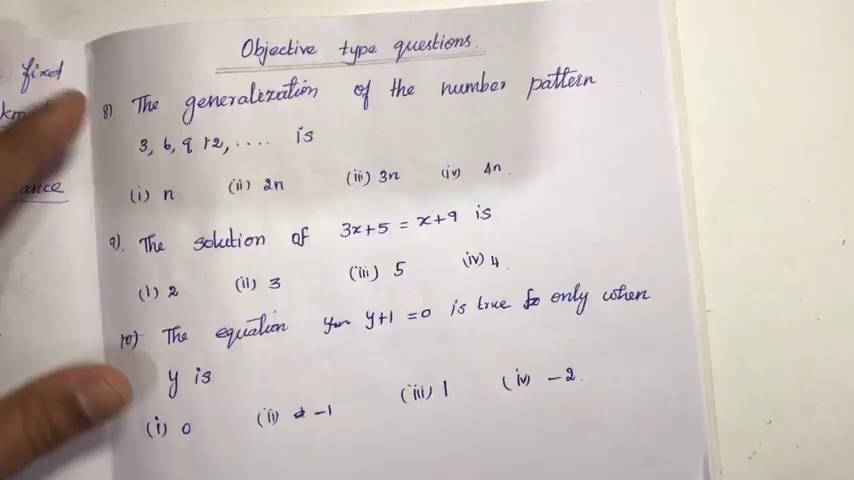 fixed
km
ance
Objective type questions.
8). The generalization of the number pattern
3, 6, 9 12, .... is
(i) n (ii) 2n (iii) 3n (iv) 4n.
9). The solution of 3x+5 = x+9 is
(i) 2 (ii) 3 (iii) 5 (iv) 4.
10) The equation y+1 = 0 is true only when
y is
(i) 0 (ii) -1 (iii) 1 (iv) -2.